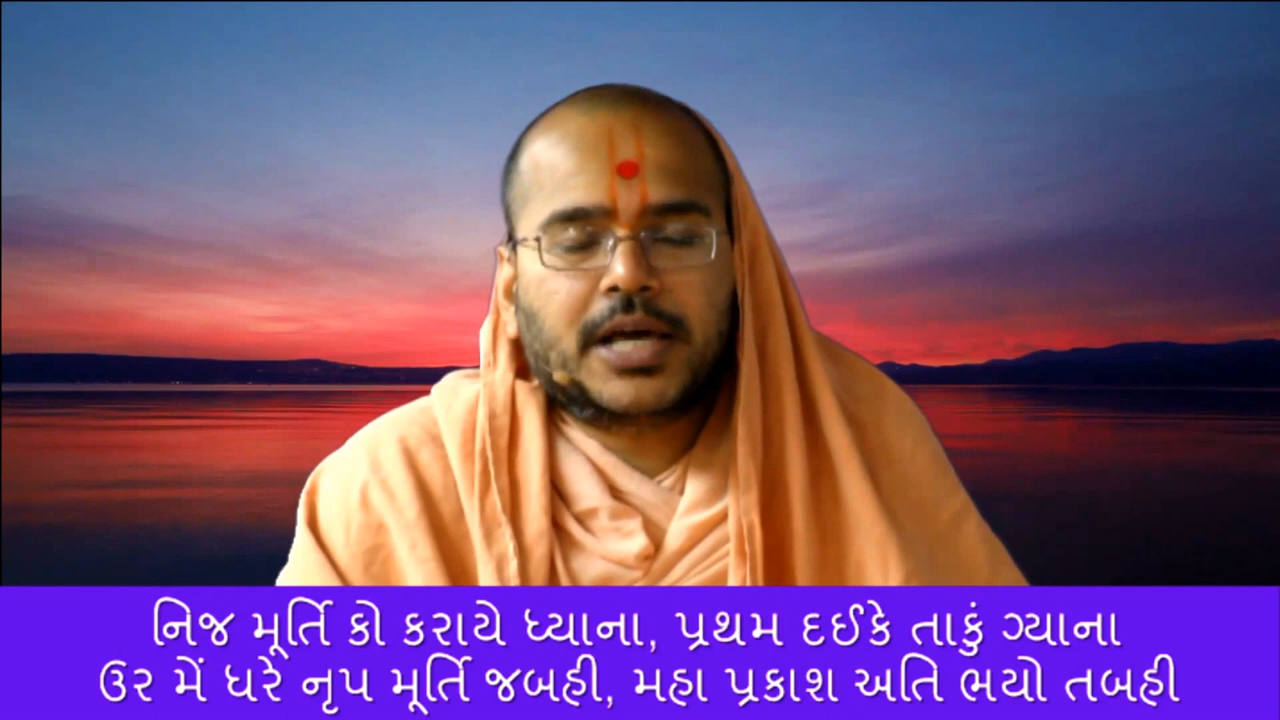 નિજ મૂર્તિ કો કરાયે ધ્યાના, પ્રથમ દઈકે તાકું ગ્યાના
ઉર મેં ધરે નૃપ મૂર્તિ જબહી, મહા પ્રકાશ અતિ ભયો તબહી